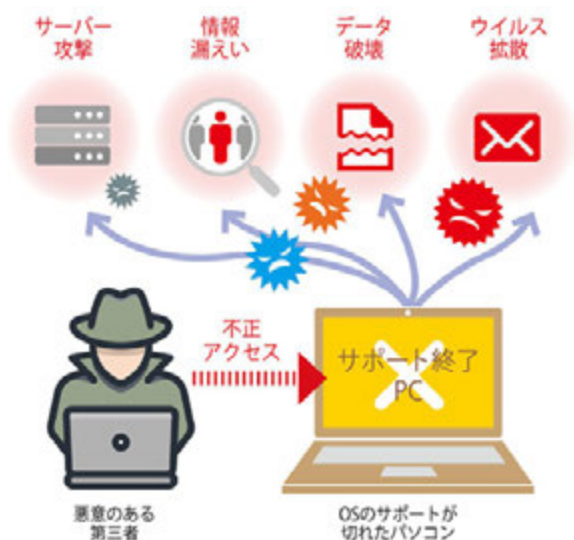 サーバー
攻撃
情報
漏えい
データ
破壊
ウイルス
拡散
不正
アクセス
サポート終了
PC
悪意のある
第三者
OSのサポートが
切れたパソコン